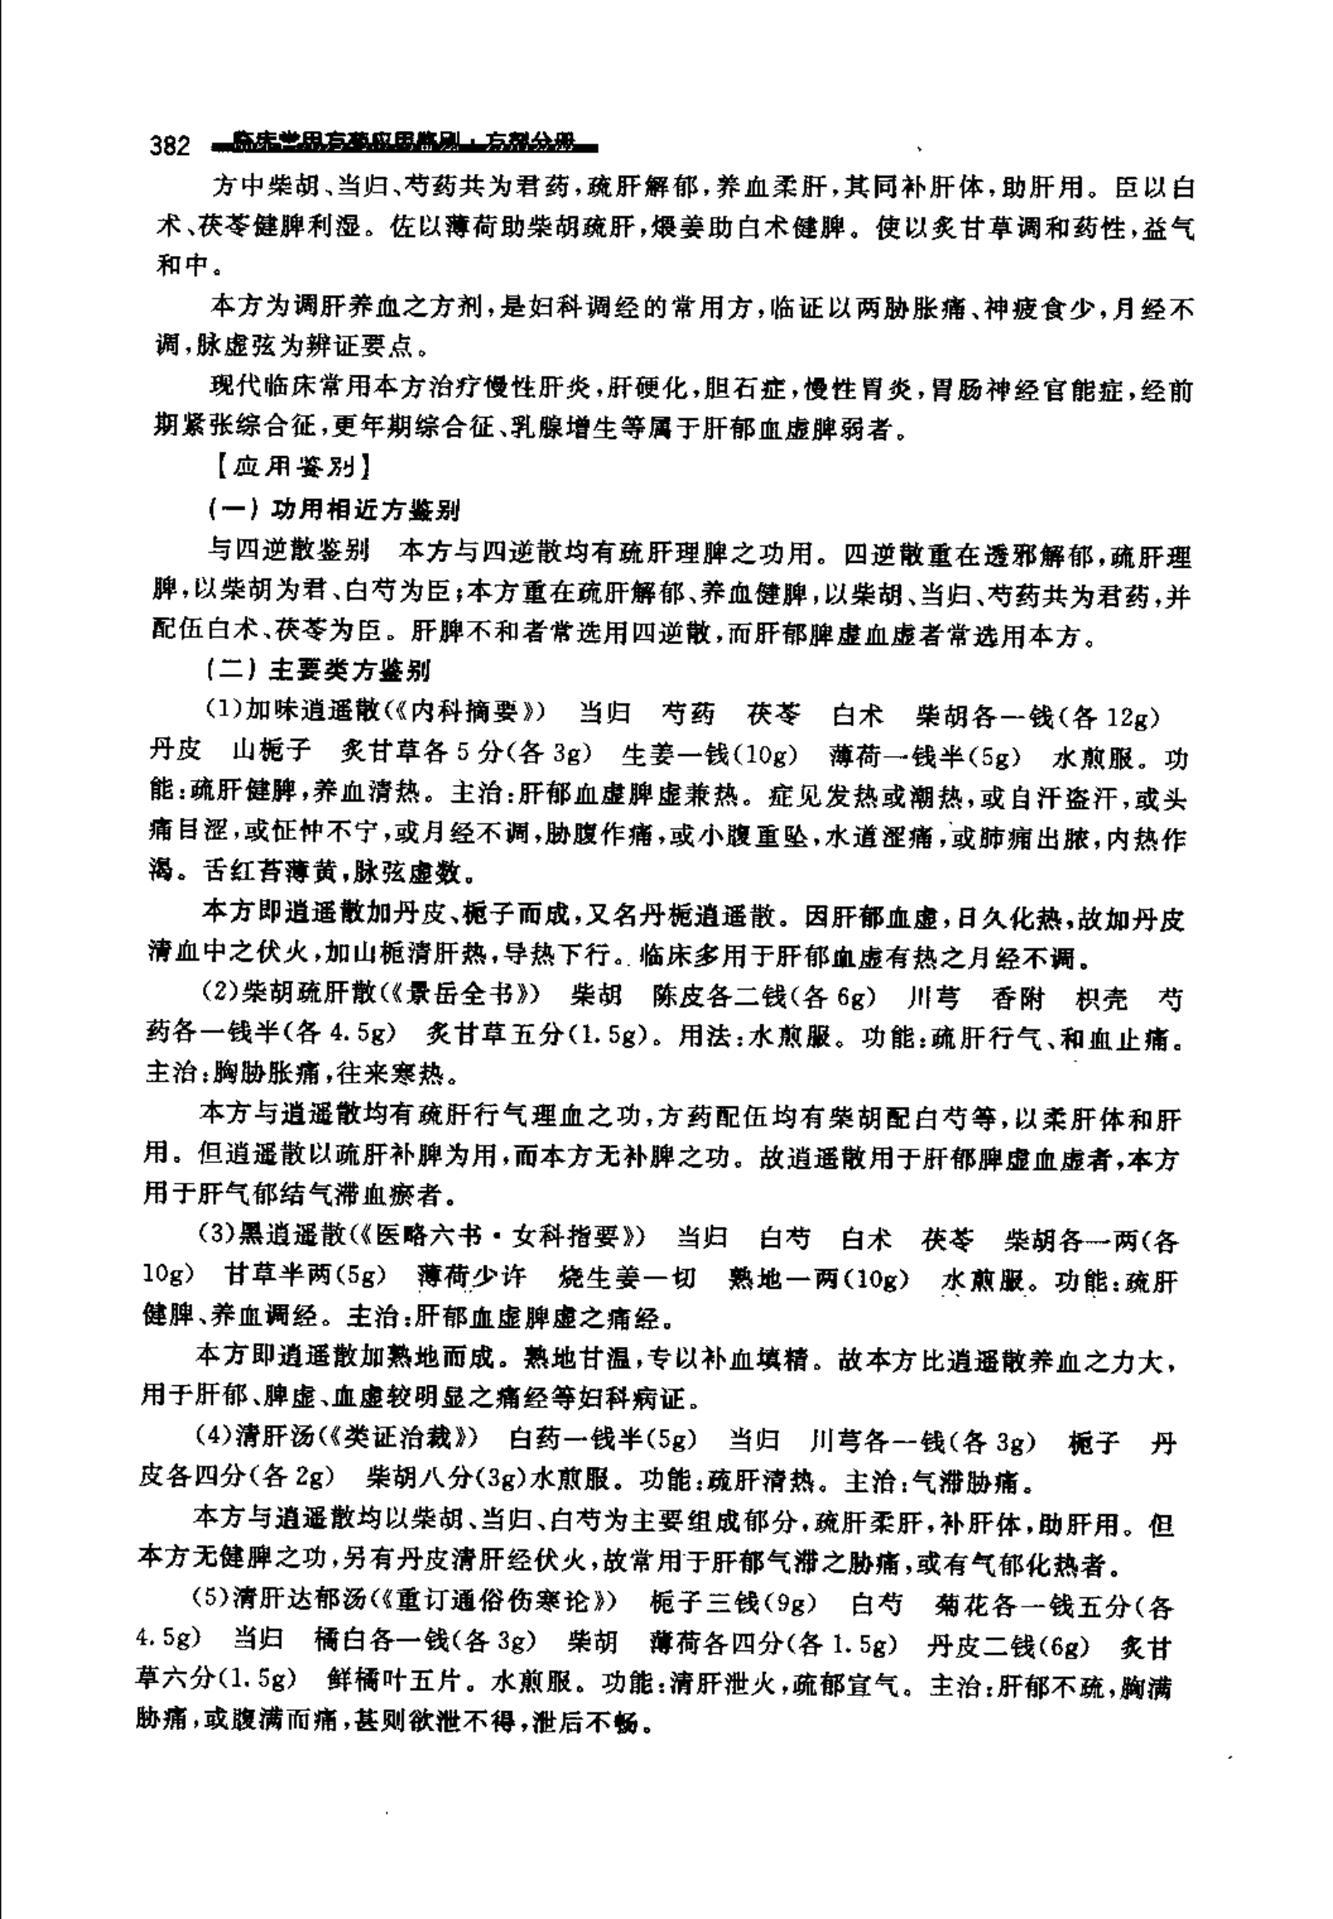 382 临床常用方药应用鉴别·方剂分册
方中柴胡、当归、芍药共为君药，疏肝解郁，养血柔肝，其同补肝体，助肝用。臣以白
术、茯苓健脾利湿。佐以薄荷助柴胡疏肝，煨姜助白术健脾。使以炙甘草调和药性，益气
和中。
本方为调肝养血之方剂，是妇科调经的常用方，临证以两胁胀痛、神疲食少，月经不
调，脉虚弦为辨证要点。
现代临床常用本方治疗慢性肝炎，肝硬化，胆石症，慢性胃炎，胃肠神经官能症，经前
期紧张综合征，更年期综合征、乳腺增生等属于肝郁血虚脾弱者。
【应用鉴别】
（一）功用相近方鉴别
与四逆散鉴别　本方与四逆散均有疏肝理脾之功用。四逆散重在透邪解郁，疏肝理
脾，以柴胡为君、白芍为臣；本方重在疏肝解郁、养血健脾，以柴胡、当归、芍药共为君药，并
配伍白术、茯苓为臣。肝脾不和者常选用四逆散，而肝郁脾虚血虚者常选用本方。
（二）主要类方鉴别
（1）加味逍遥散（《内科摘要》）　当归　芍药　茯苓　白术　柴胡各一钱（各 12g）
丹皮　山栀子　炙甘草各 5 分（各 3g）　生姜一钱（10g）　薄荷一钱半（5g）　水煎服。功
能：疏肝健脾，养血清热。主治：肝郁血虚脾虚兼热。症见发热或潮热，或自汗盗汗，或头
痛目涩，或怔忡不宁，或月经不调，胁腹作痛，或小腹重坠，水道涩痛，或肺痈出脓，内热作
渴。舌红苔薄黄，脉弦虚数。
本方即逍遥散加丹皮、栀子而成，又名丹栀逍遥散。因肝郁血虚，日久化热，故加丹皮
清血中之伏火，加山栀清肝热，导热下行。临床多用于肝郁血虚有热之月经不调。
（2）柴胡疏肝散（《景岳全书》）　柴胡　陈皮各二钱（各 6g）　川芎　香附　枳壳　芍
药各一钱半（各 4.5g）　炙甘草五分（1.5g）。用法：水煎服。功能：疏肝行气、和血止痛。
主治：胸胁胀痛，往来寒热。
本方与逍遥散均有疏肝行气理血之功，方药配伍均有柴胡配白芍等，以柔肝体和肝
用。但逍遥散以疏肝补脾为用，而本方无补脾之功。故逍遥散用于肝郁脾虚血虚者，本方
用于肝气郁结气滞血瘀者。
（3）黑逍遥散（《医略六书·女科指要》）　当归　白芍　白术　茯苓　柴胡各一两（各
10g）　甘草半两（5g）　薄荷少许　烧生姜一切　熟地一两（10g）　水煎服。功能：疏肝
健脾、养血调经。主治：肝郁血虚脾虚之痛经。
本方即逍遥散加熟地而成。熟地甘温，专以补血填精。故本方比逍遥散养血之力大，
用于肝郁、脾虚、血虚较明显之痛经等妇科病证。
（4）清肝汤（《类证治裁》）　白药一钱半（5g）　当归　川芎各一钱（各 3g）　栀子　丹
皮各四分（各 2g）　柴胡八分（3g）水煎服。功能：疏肝清热。主治：气滞胁痛。
本方与逍遥散均以柴胡、当归、白芍为主要组成郁分，疏肝柔肝，补肝体，助肝用。但
本方无健脾之功，另有丹皮清肝经伏火，故常用于肝郁气滞之胁痛，或有气郁化热者。
（5）清肝达郁汤（《重订通俗伤寒论》）　栀子三钱（9g）　白芍　菊花各一钱五分（各
4.5g）　当归　橘白各一钱（各 3g）　柴胡　薄荷各四分（各 1.5g）　丹皮二钱（6g）　炙甘
草六分（1.5g）　鲜橘叶五片。水煎服。功能：清肝泄火，疏郁宣气。主治：肝郁不疏，胸满
胁痛，或腹满而痛，甚则欲泄不得，泄后不畅。